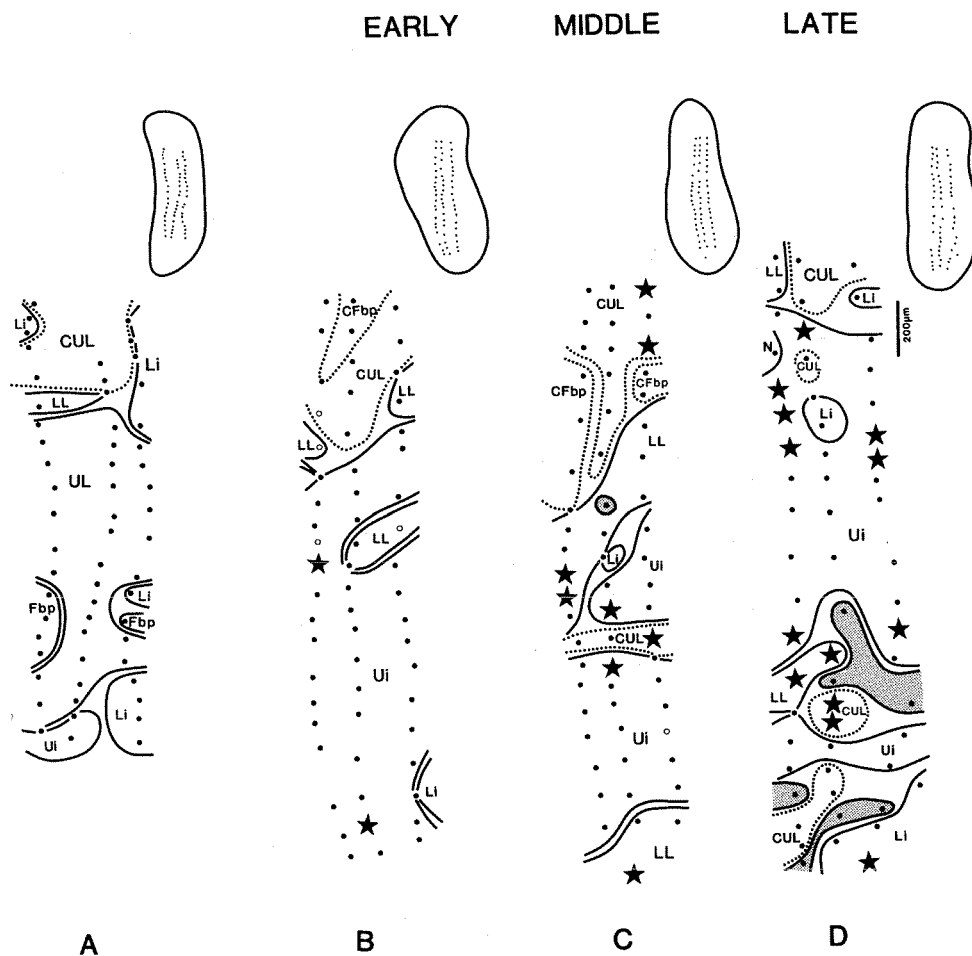 EARLY MIDDLE LATE
LL CUL Li
200µm
Li CUL Li
LL
CFbp CUL LL
LL
CUL
CFbp CFbp
LL
N CUL
Li
UL
LL
Li Ui
Ui
Fbp Li
Fbp
CUL
Ui
Li
Ui
LL CUL
Ui
Ui
Li
LL
CUL Li
A B C D